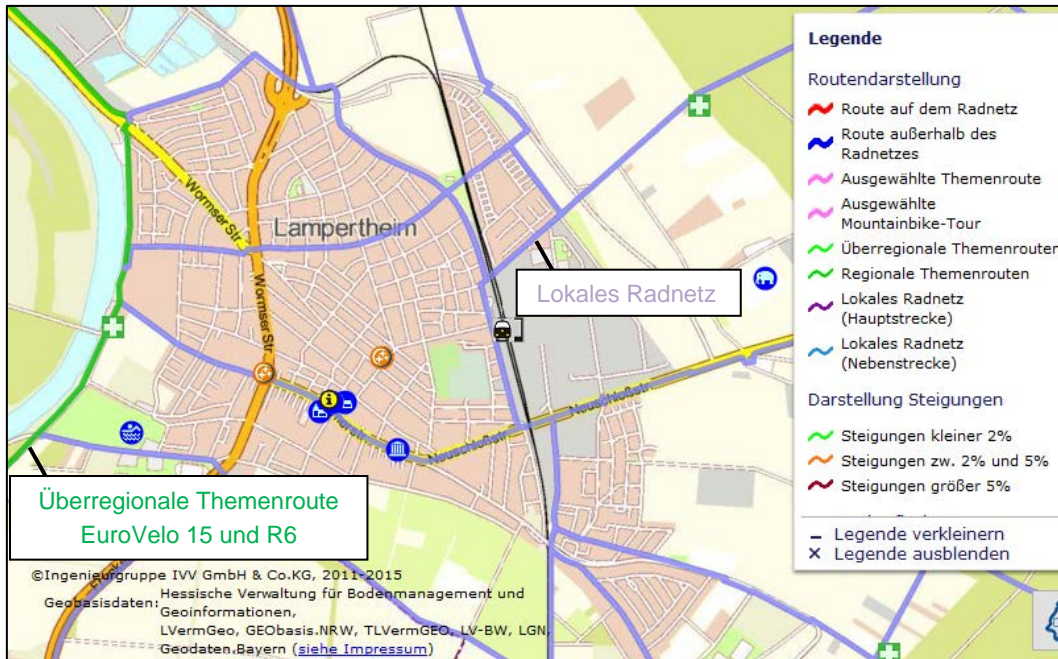 Wormser Str.
Lampertheim
Lokales Radnetz
Wormser Str.
Neuschloßstr.
Neuschloßstr.
Überregionale Themenroute
EuroVelo 15 und R6
©Ingenieurgruppe IVV GmbH & Co.KG, 2011-2015
Geobasisdaten: Hessische Verwaltung für Bodenmanagement und
Geoinformationen,
LVermGeo, GEObasis.NRW, TLVermGEO, LV-BW, LGN,
Geodaten.Bayern (siehe Impressum)
Legende
Routendarstellung
Route auf dem Radnetz
Route außerhalb des
Radnetzes
Ausgewählte Themenroute
Ausgewählte
Mountainbike-Tour
Überregionale Themenrouten
Regionale Themenrouten
Lokales Radnetz
(Hauptstrecke)
Lokales Radnetz
(Nebenstrecke)
Darstellung Steigungen
Steigungen kleiner 2%
Steigungen zw. 2% und 5%
Steigungen größer 5%
Legende verkleinern
Legende ausblenden